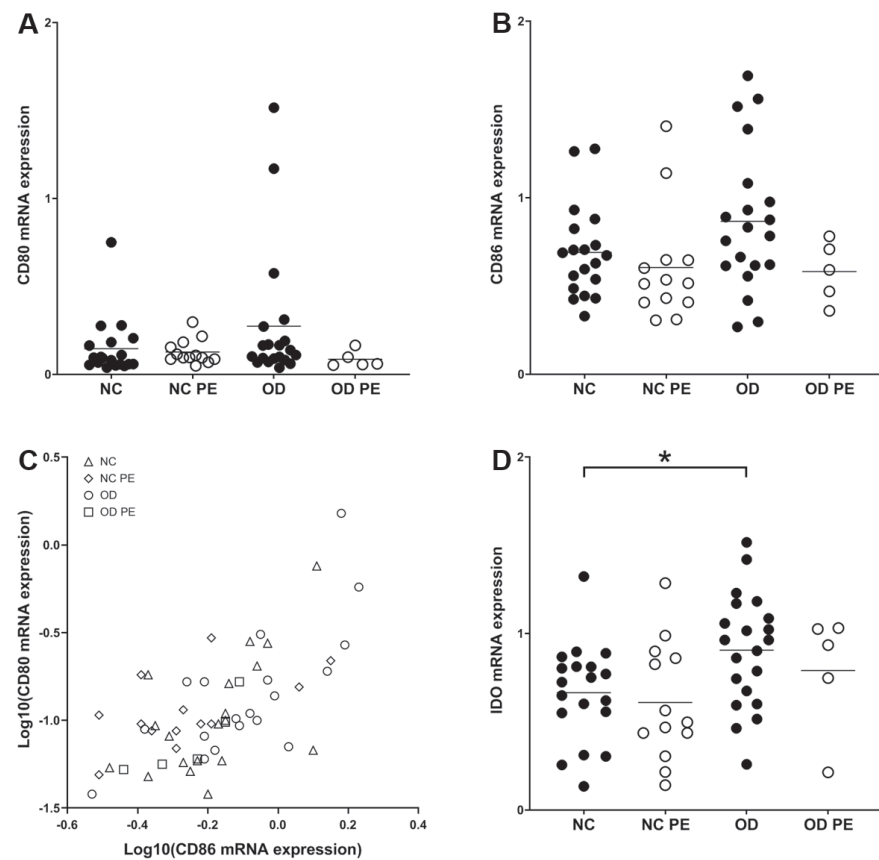 A
CD80 mRNA expression
2
1
0
NC
NC PE
OD
OD PE
B
CD86 mRNA expression
2
1
0
NC
NC PE
OD
OD PE
C
NC
NC PE
OD
OD PE
Log10(CD80 mRNA expression)
0.5
0.0
-0.5
-1.0
-1.5
-0.6
-0.4
-0.2
0.0
0.2
0.4
Log10(CD86 mRNA expression)
D
*
IDO mRNA expression
2
1
0
NC
NC PE
OD
OD PE